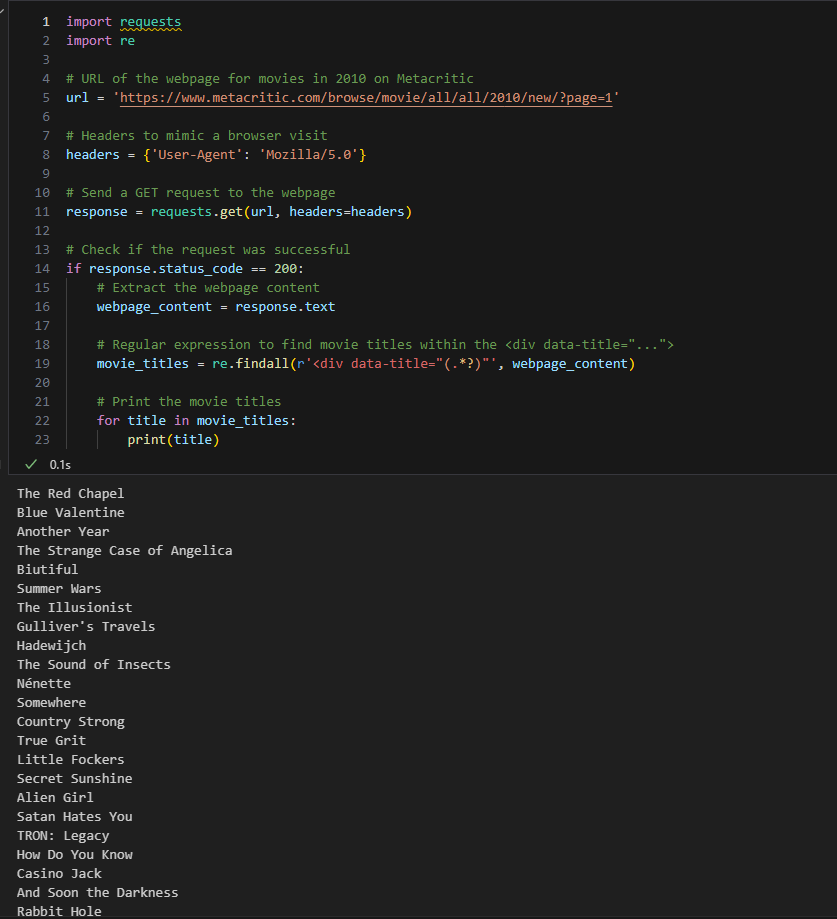 1 import requests
2 import re
3
4 # URL of the webpage for movies in 2010 on Metacritic
5 url = 'https://www.metacritic.com/browse/movie/all/all/2010/new/?page=1'
6
7 # Headers to mimic a browser visit
8 headers = {'User-Agent': 'Mozilla/5.0'}
9
10 # Send a GET request to the webpage
11 response = requests.get(url, headers=headers)
12
13 # Check if the request was successful
14 if response.status_code == 200:
15     # Extract the webpage content
16     webpage_content = response.text
17
18     # Regular expression to find movie titles within the <div data-title="...">
19     movie_titles = re.findall(r'<div data-title="(.*?)"', webpage_content)
20
21     # Print the movie titles
22     for title in movie_titles:
23         print(title)
0.1s
The Red Chapel
Blue Valentine
Another Year
The Strange Case of Angelica
Biutiful
Summer Wars
The Illusionist
Gulliver's Travels
Hadewijch
The Sound of Insects
Nénette
Somewhere
Country Strong
True Grit
Little Fockers
Secret Sunshine
Alien Girl
Satan Hates You
TRON: Legacy
How Do You Know
Casino Jack
And Soon the Darkness
Rabbit Hole